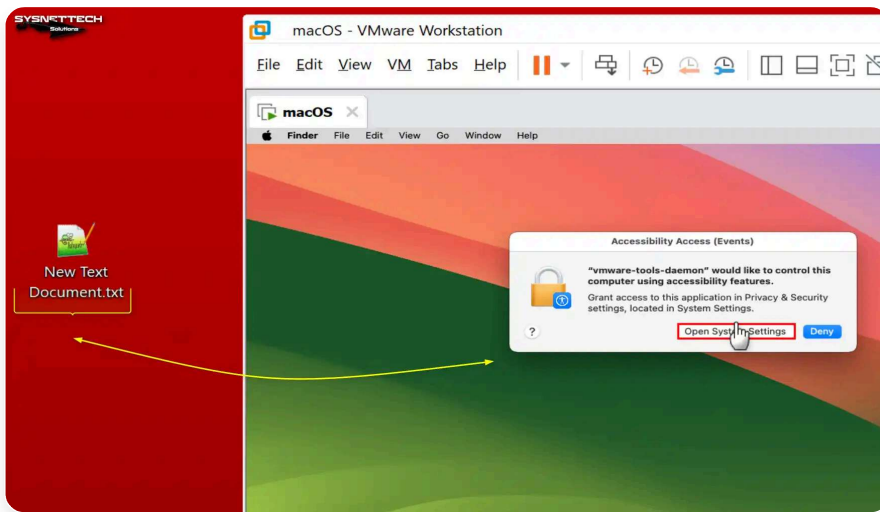 SYSNETTECH
Solutions
macOS - VMware Workstation
File Edit View VM Tabs Help
macOS
Finder File Edit View Go Window Help
New Text
Document.txt
Accessibility Access (Events)
"vmware-tools-daemon" would like to control this
computer using accessibility features.
Grant access to this application in Privacy & Security
settings, located in System Settings.
? Open System Settings Deny